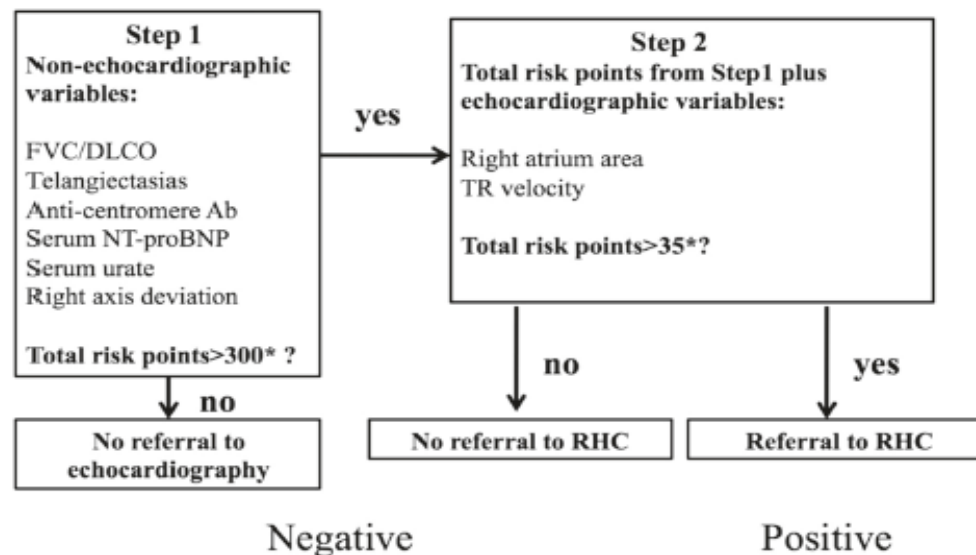 Step 1
Non-echocardiographic
variables:
FVC/DLCO
Telangiectasias
Anti-centromere Ab
Serum NT-proBNP
Serum urate
Right axis deviation
Total risk points>300* ?
yes
Step 2
Total risk points from Step1 plus
echocardiographic variables:
Right atrium area
TR velocity
Total risk points>35*?
no
No referral to
echocardiography
no
No referral to RHC
yes
Referral to RHC
Negative
Positive